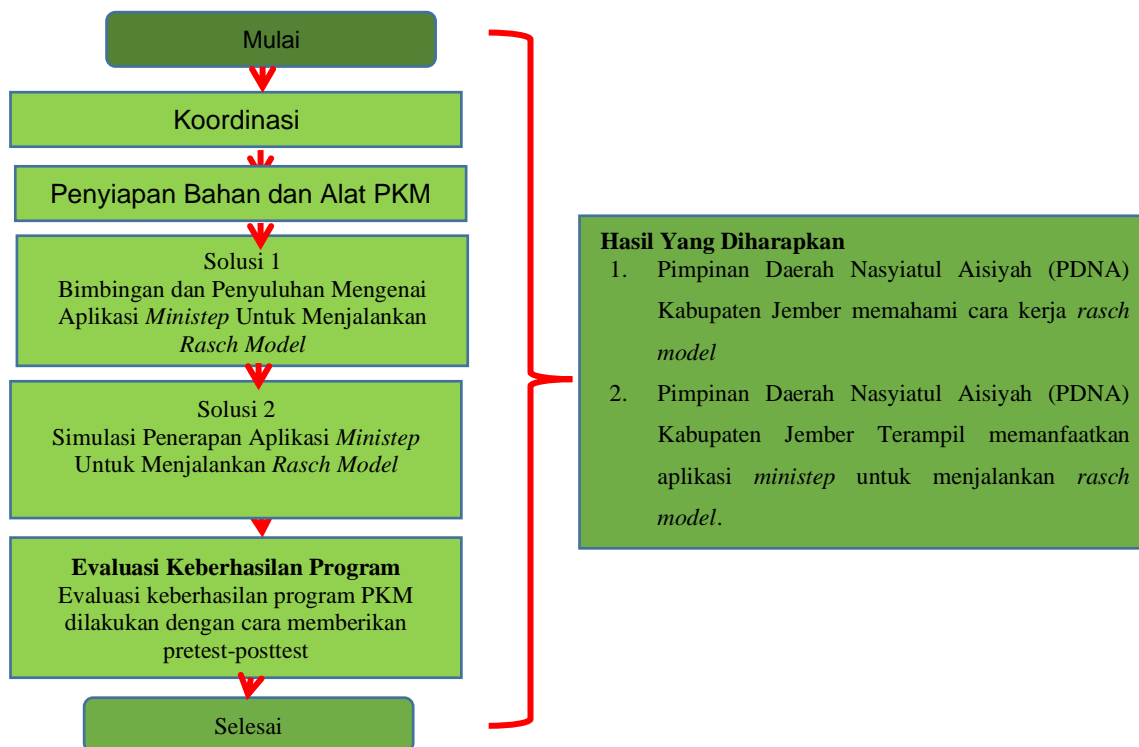 Mulai
Koordinasi
Penyiapan Bahan dan Alat PKM
Solusi 1
Bimbingan dan Penyuluhan Mengenai
Aplikasi Ministep Untuk Menjalankan
Rasch Model
Solusi 2
Simulasi Penerapan Aplikasi Ministep
Untuk Menjalankan Rasch Model
Evaluasi Keberhasilan Program
Evaluasi keberhasilan program PKM
dilakukan dengan cara memberikan
pretest-posttest
Selesai
Hasil Yang Diharapkan
1. Pimpinan Daerah Nasyiatul Aisiyah (PDNA)
Kabupaten Jember memahami cara kerja rasch
model
2. Pimpinan Daerah Nasyiatul Aisiyah (PDNA)
Kabupaten Jember Terampil memanfaatkan
aplikasi ministep untuk menjalankan rasch
model.